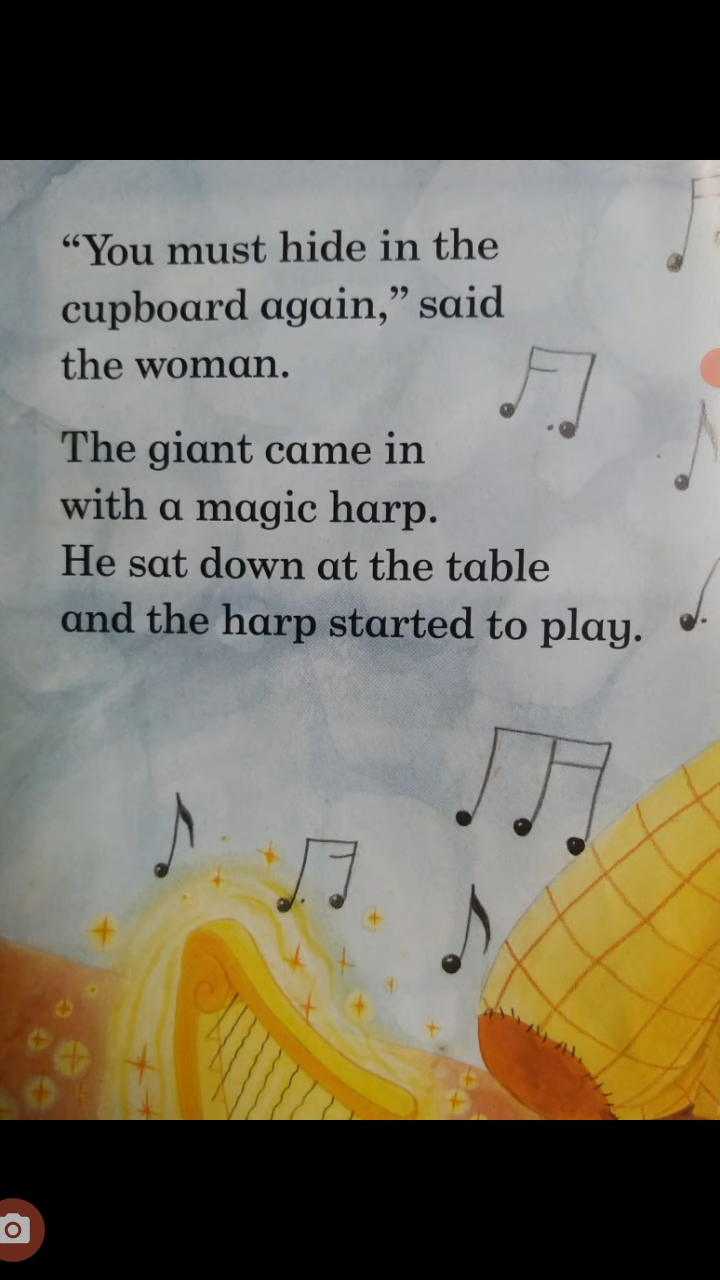 “You must hide in the
cupboard again,” said
the woman.
The giant came in
with a magic harp.
He sat down at the table
and the harp started to play.